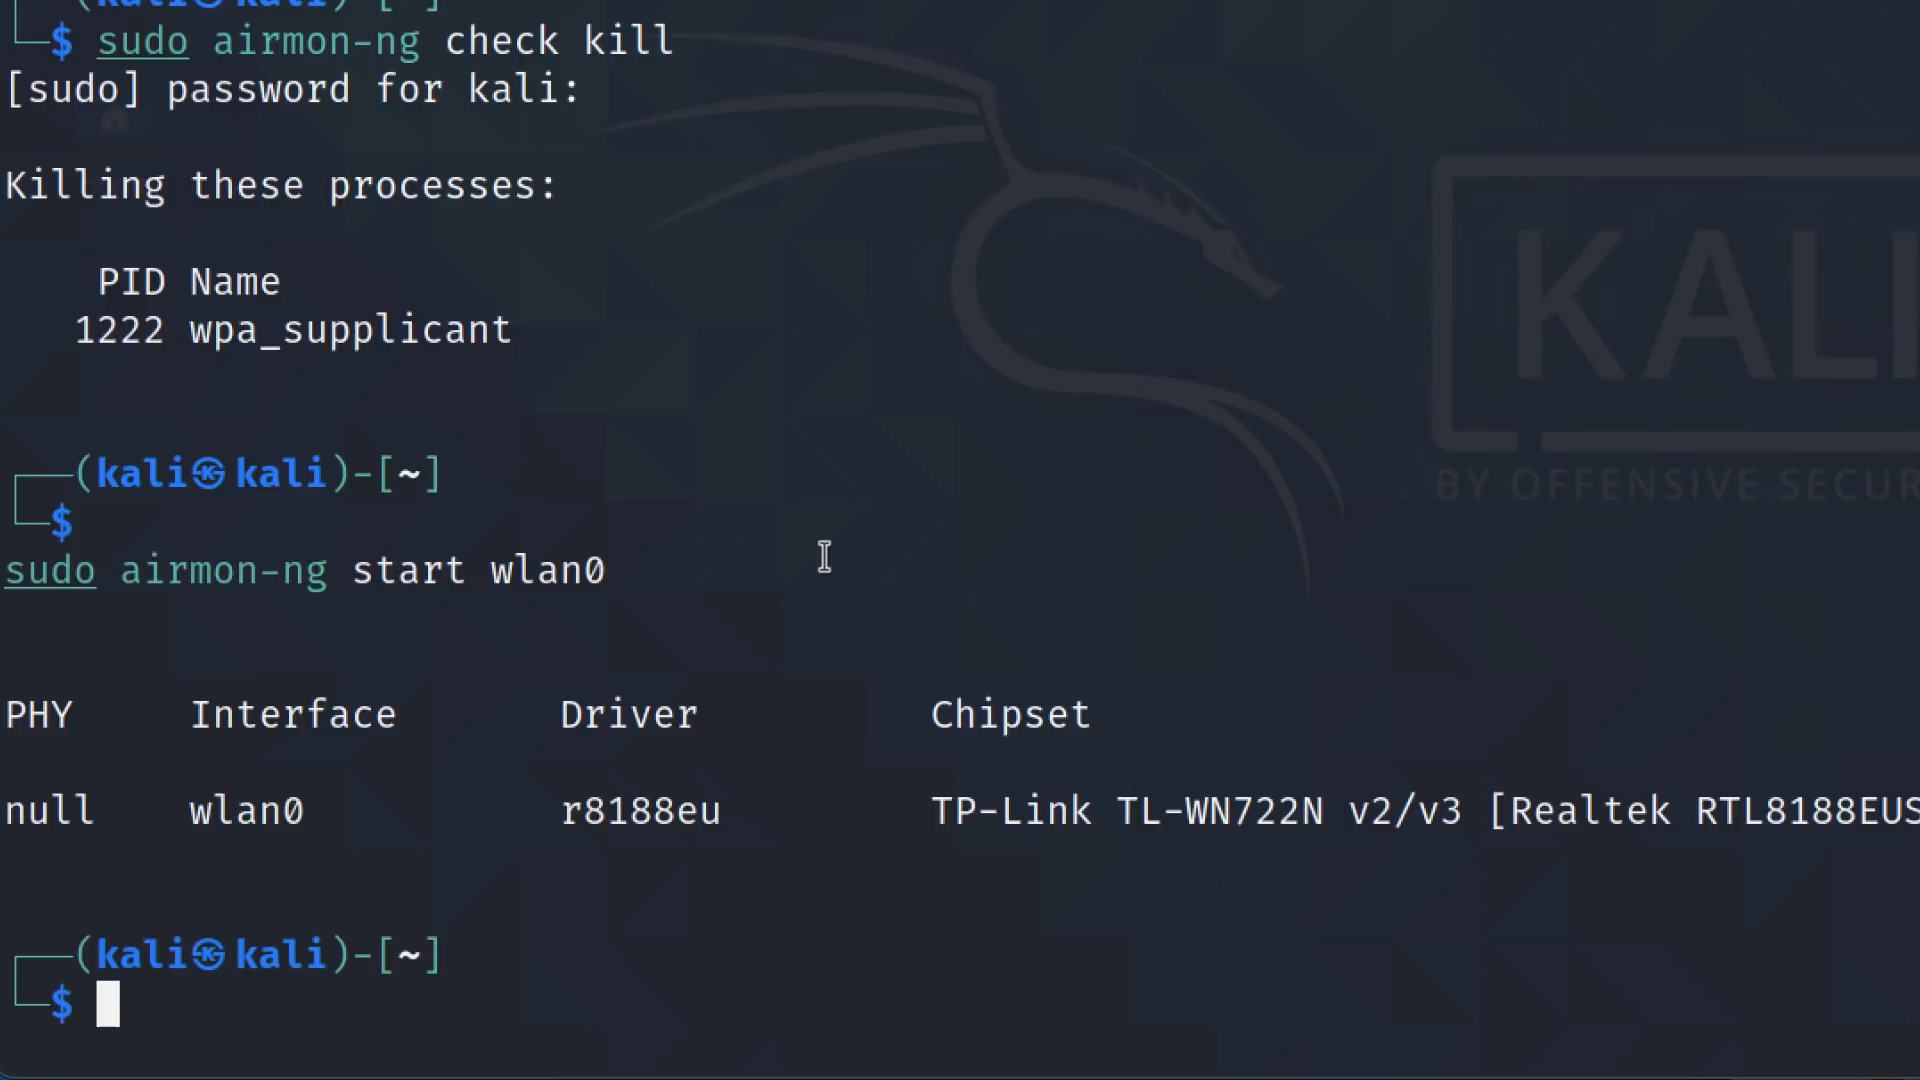 (kali㉿kali)-[~]
└─$ sudo airmon-ng check kill
[sudo] password for kali:
Killing these processes:
PID Name
1222 wpa_supplicant
┌──(kali㉿kali)-[~]
└─$
sudo airmon-ng start wlan0
PHY Interface Driver Chipset
null wlan0 r8188eu TP-Link TL-WN722N v2/v3 [Realtek RTL8188EUS
┌──(kali㉿kali)-[~]
└─$
KALI
BY OFFENSIVE SECUR